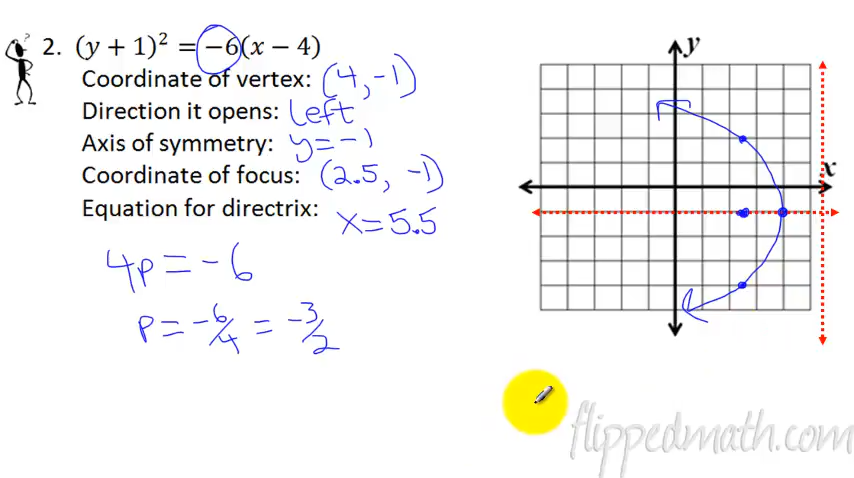 2. (y + 1)² = −6(x − 4)
Coordinate of vertex: (4, -1)
Direction it opens: left
Axis of symmetry: y = -1
Coordinate of focus: (2.5, -1)
Equation for directrix: x = 5.5
4p = -6
p = -6/4 = -3/2
y
x
flippedmath.com